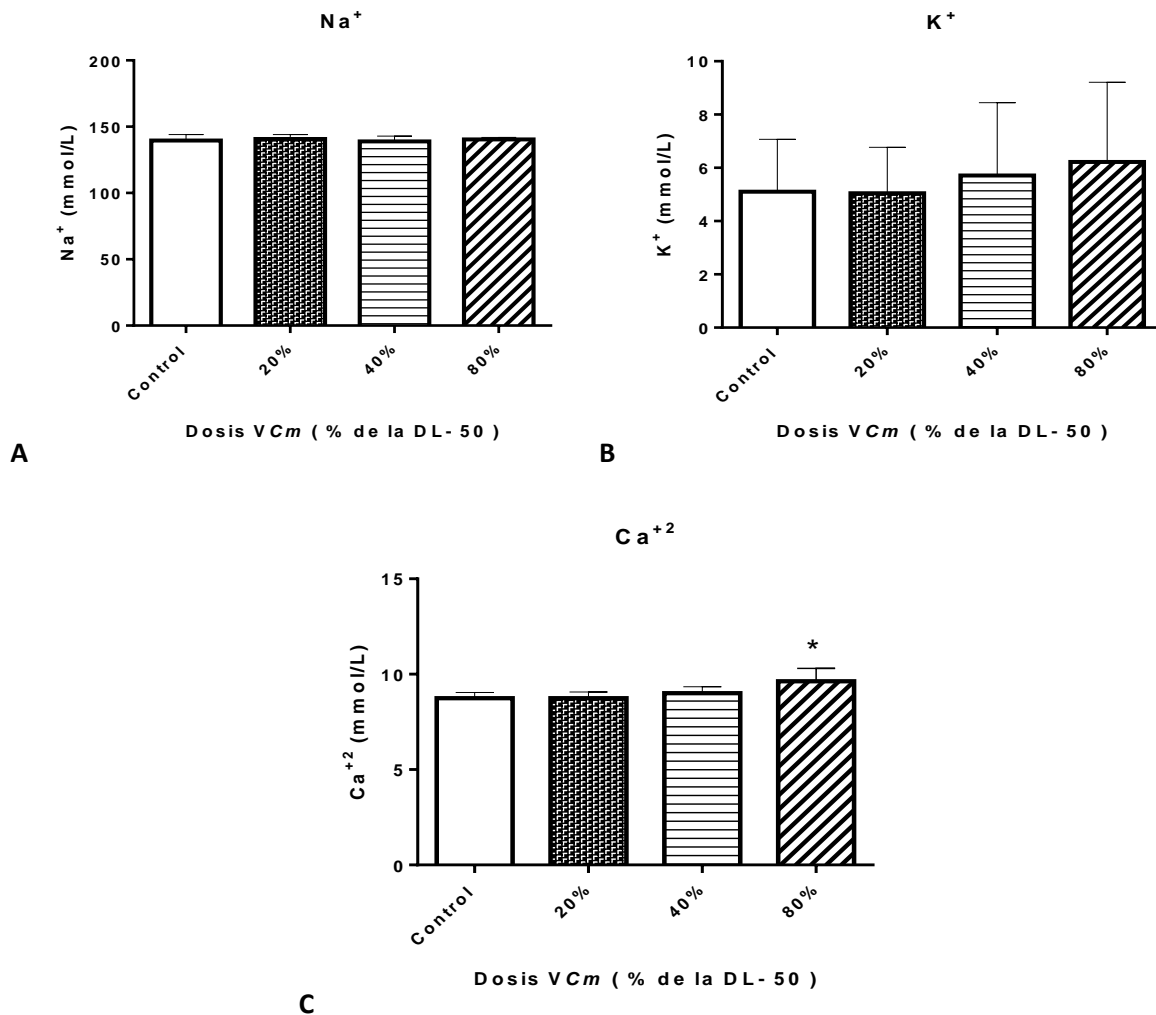 Na⁺
200
150
100
50
0
Na⁺ (mmol/L)
Control
20%
40%
80%
Dosis VCm ( % de la DL-50 )
A
K⁺
10
8
6
4
2
0
K⁺ (mmol/L)
Control
20%
40%
80%
Dosis VCm ( % de la DL-50 )
B
Ca⁺²
15
10
5
0
Ca⁺² (mmol/L)
*
Control
20%
40%
80%
Dosis VCm ( % de la DL-50 )
C